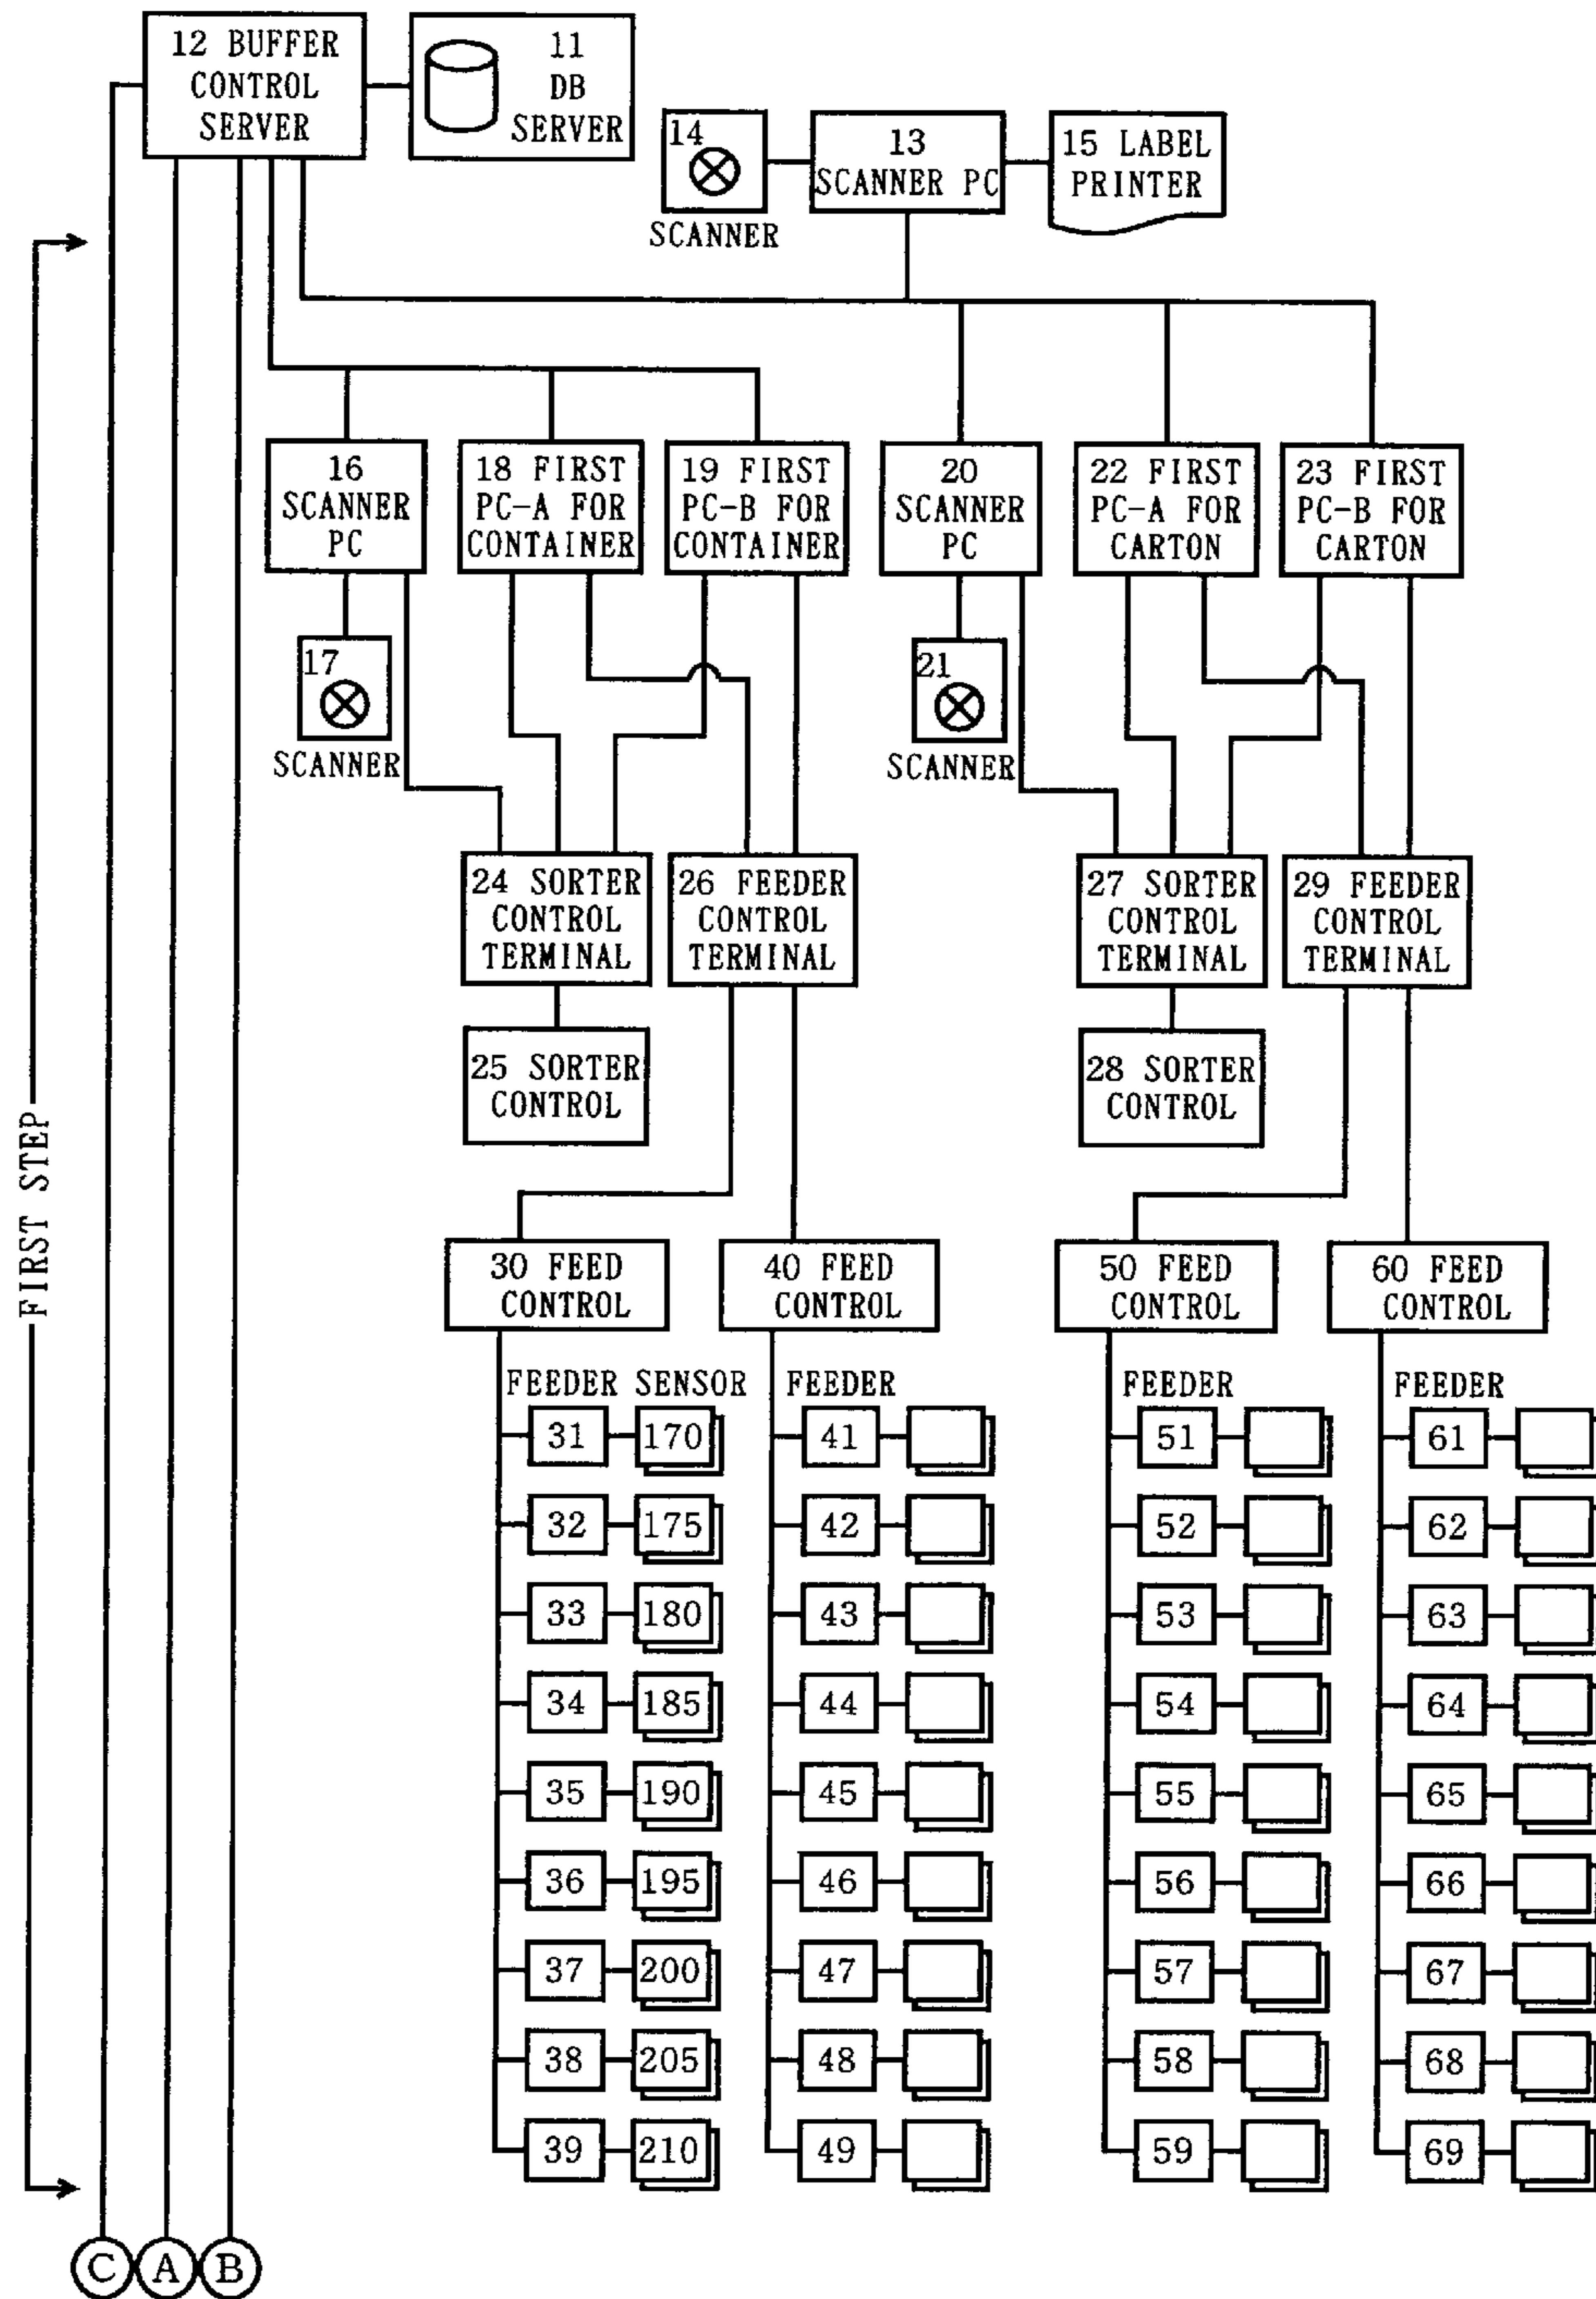 12 BUFFER
CONTROL
SERVER
11
DB
SERVER
14
SCANNER
13
SCANNER PC
15 LABEL
PRINTER
FIRST STEP
16
SCANNER
PC
18 FIRST
PC-A FOR
CONTAINER
19 FIRST
PC-B FOR
CONTAINER
20
SCANNER
PC
22 FIRST
PC-A FOR
CARTON
23 FIRST
PC-B FOR
CARTON
17
SCANNER
21
SCANNER
24 SORTER
CONTROL
TERMINAL
26 FEEDER
CONTROL
TERMINAL
27 SORTER
CONTROL
TERMINAL
29 FEEDER
CONTROL
TERMINAL
25 SORTER
CONTROL
28 SORTER
CONTROL
30 FEED
CONTROL
40 FEED
CONTROL
50 FEED
CONTROL
60 FEED
CONTROL
FEEDER SENSOR FEEDER FEEDER FEEDER
31 170 41 51 61
32 175 42 52 62
33 180 43 53 63
34 185 44 54 64
35 190 45 55 65
36 195 46 56 66
37 200 47 57 67
38 205 48 58 68
39 210 49 59 69
C A B